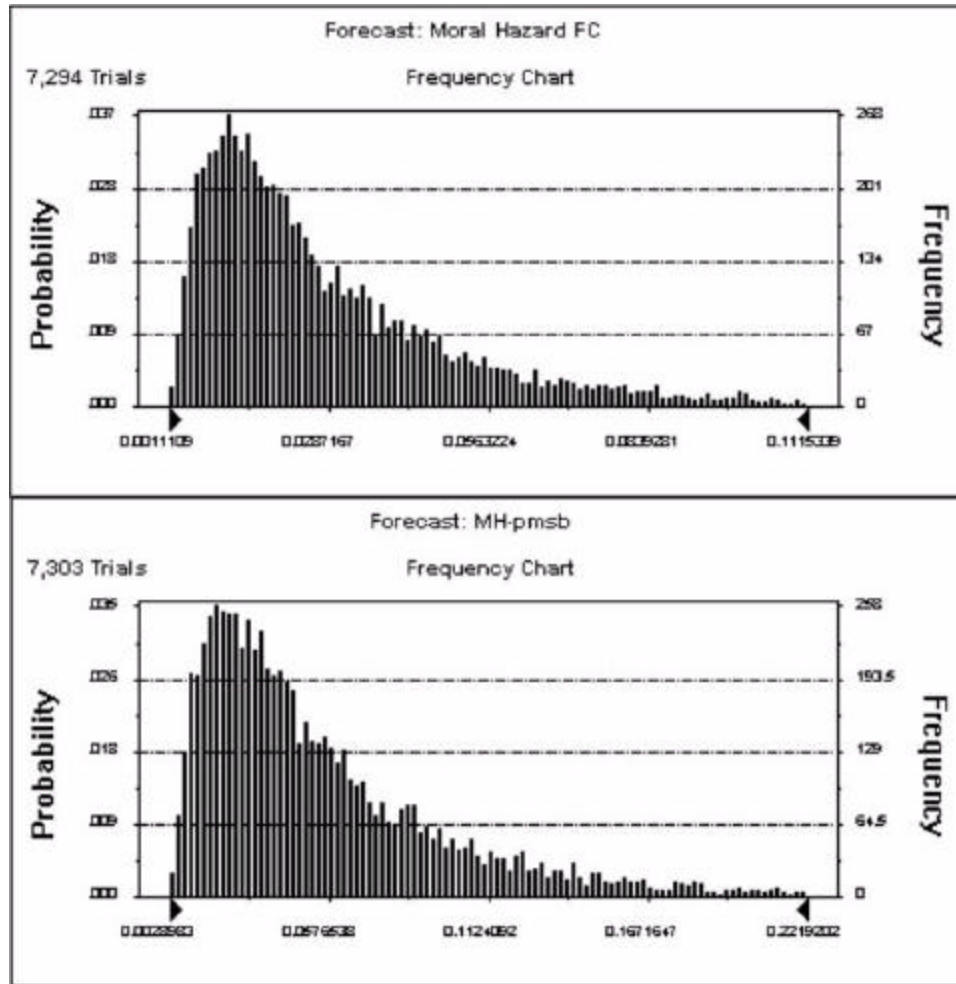 Forecast: Moral Hazard FC
7,294 Trials
Frequency Chart
.037 268
.028 201
.018 134
.009 67
.000 0
Probability
Frequency
0.0011109 0.0287167 0.0563224 0.0839281 0.1115339
Forecast: MH-pmsb
7,303 Trials
Frequency Chart
.035 258
.026 193.5
.018 129
.009 64.5
.000 0
Probability
Frequency
0.0028983 0.0576538 0.1124092 0.1671647 0.2219202